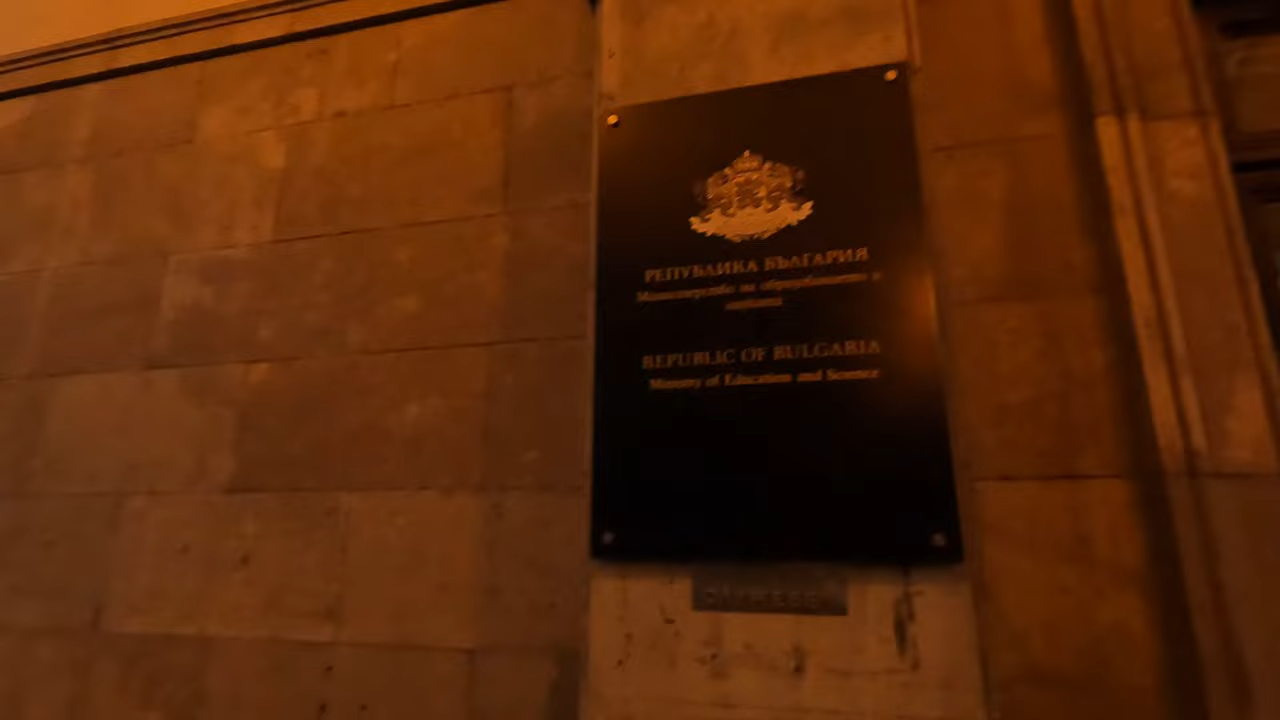 РЕПУБЛИКА БЪЛГАРИЯ
Министерство на образованието и
науката
REPUBLIC OF BULGARIA
Ministry of Education and Science